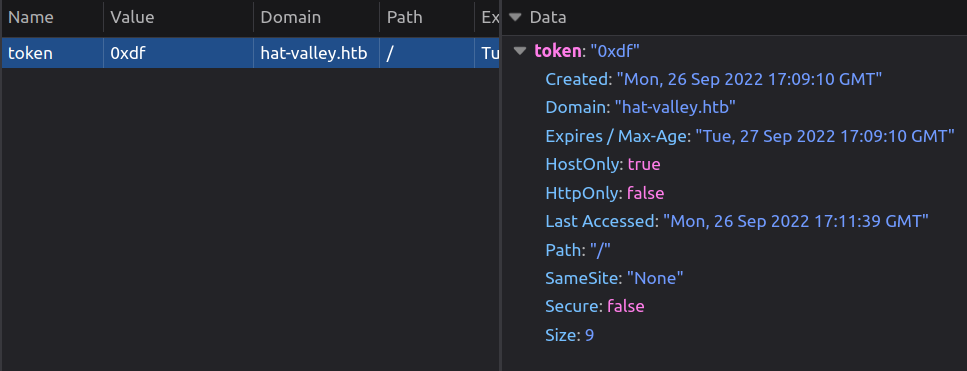 Name Value Domain Path Ex
token 0xdf hat-valley.htb / Tu
Data
token: "0xdf"
Created: "Mon, 26 Sep 2022 17:09:10 GMT"
Domain: "hat-valley.htb"
Expires / Max-Age: "Tue, 27 Sep 2022 17:09:10 GMT"
HostOnly: true
HttpOnly: false
Last Accessed: "Mon, 26 Sep 2022 17:11:39 GMT"
Path: "/"
SameSite: "None"
Secure: false
Size: 9